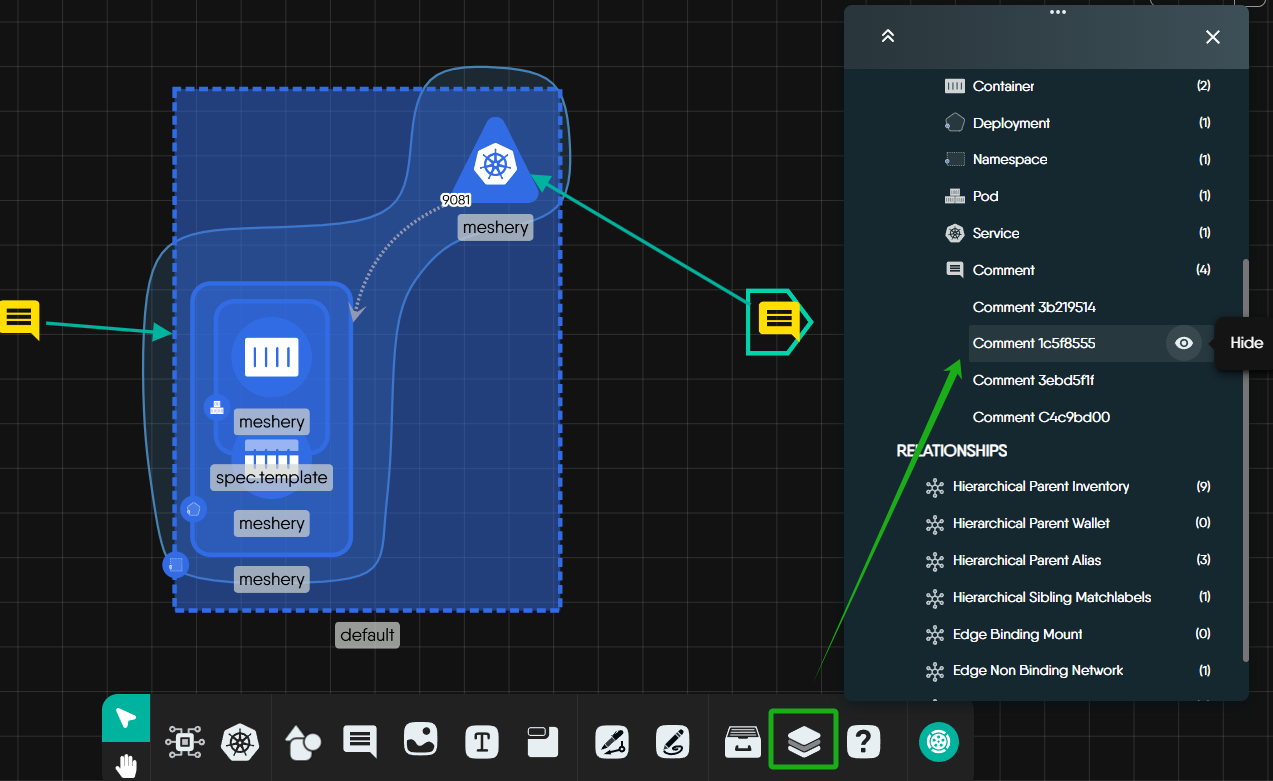 Container (2)
Deployment (1)
Namespace (1)
Pod (1)
Service (1)
Comment (4)
Comment 3b219514
Comment 1c5f8555
Hide
Comment 3ebd5f1f
Comment C4c9bd00
RELATIONSHIPS
Hierarchical Parent Inventory (9)
Hierarchical Parent Wallet (0)
Hierarchical Parent Alias (3)
Hierarchical Sibling Matchlabels (1)
Edge Binding Mount (0)
Edge Non Binding Network (1)
9081
meshery
meshery
spec.template
meshery
meshery
default
T
?